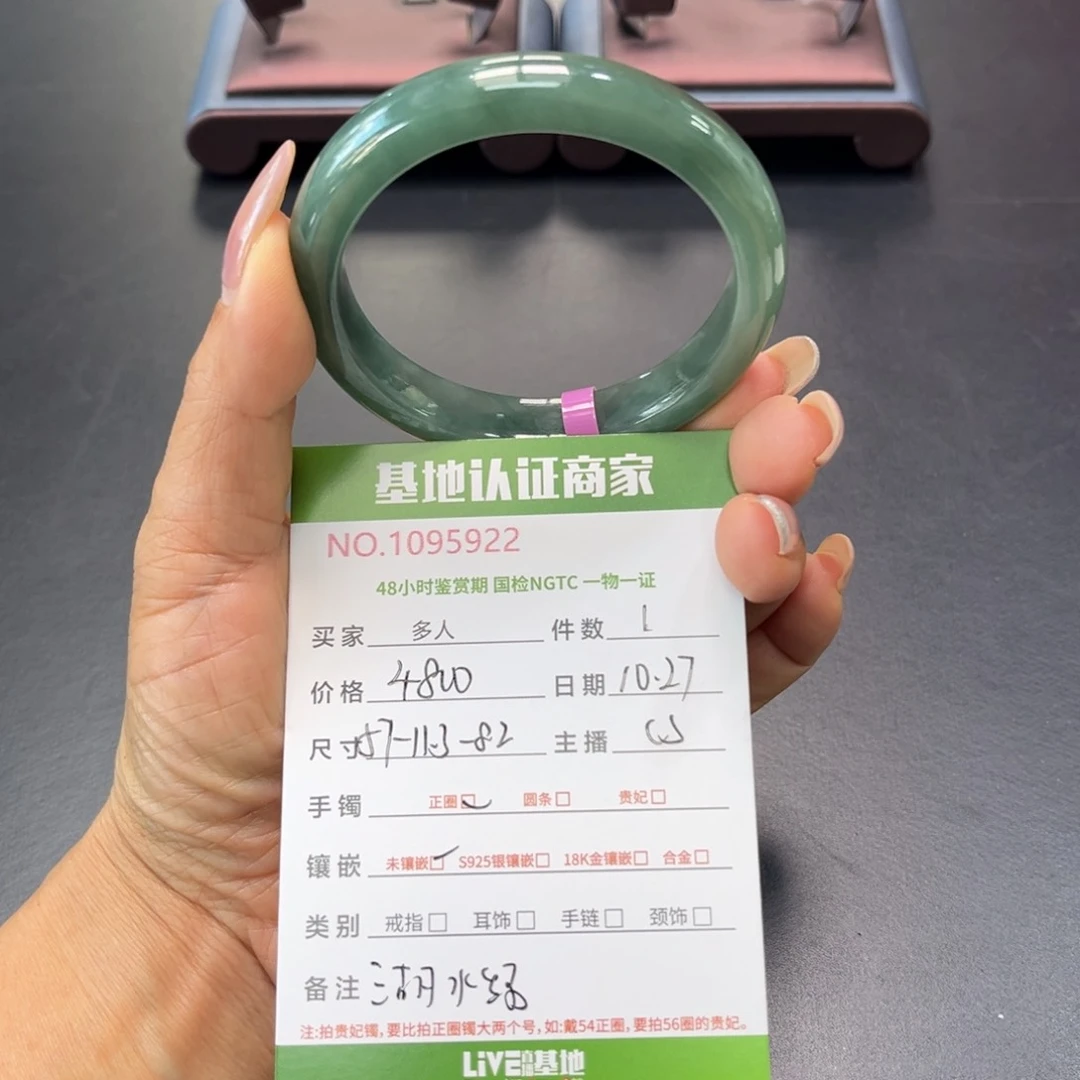 基地认证商家
NO.1095922
48小时鉴赏期 国检NGTC 一物一证
买家 多人 件数 1
价格 4800 日期 10.27
尺寸 57-11.3-8.2 主播
手镯 正圈☑ 圆条□ 贵妃□
镶嵌 未镶嵌☑ S925银镶嵌□ 18K金镶嵌□ 合金□
类别 戒指□ 耳饰□ 手链□ 颈饰□
备注 湖水绿
注:拍贵妃镯,要比拍正圈镯大两个号,如:戴54正圈,要拍56圈的贵妃。
LiVE直播基地